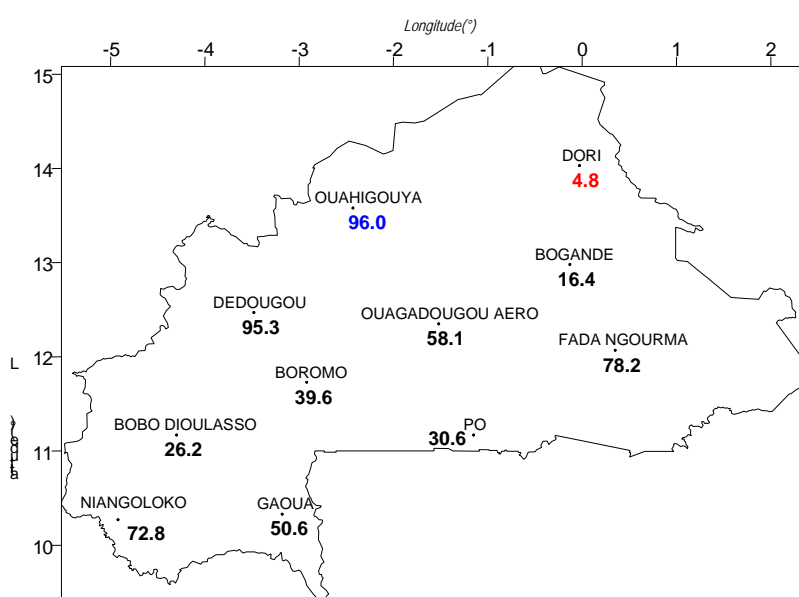 Longitude(°)
-5 -4 -3 -2 -1 0 1 2
15
14
13
12
11
10
DORI
4.8
OUAHIGOUYA
96.0
BOGANDE
16.4
DEDOUGOU
95.3
OUAGADOUGOU AERO
58.1
FADA NGOURMA
78.2
BOROMO
39.6
BOBO DIOULASSO
26.2
PO
30.6
NIANGOLOKO
72.8
GAOUA
50.6
L